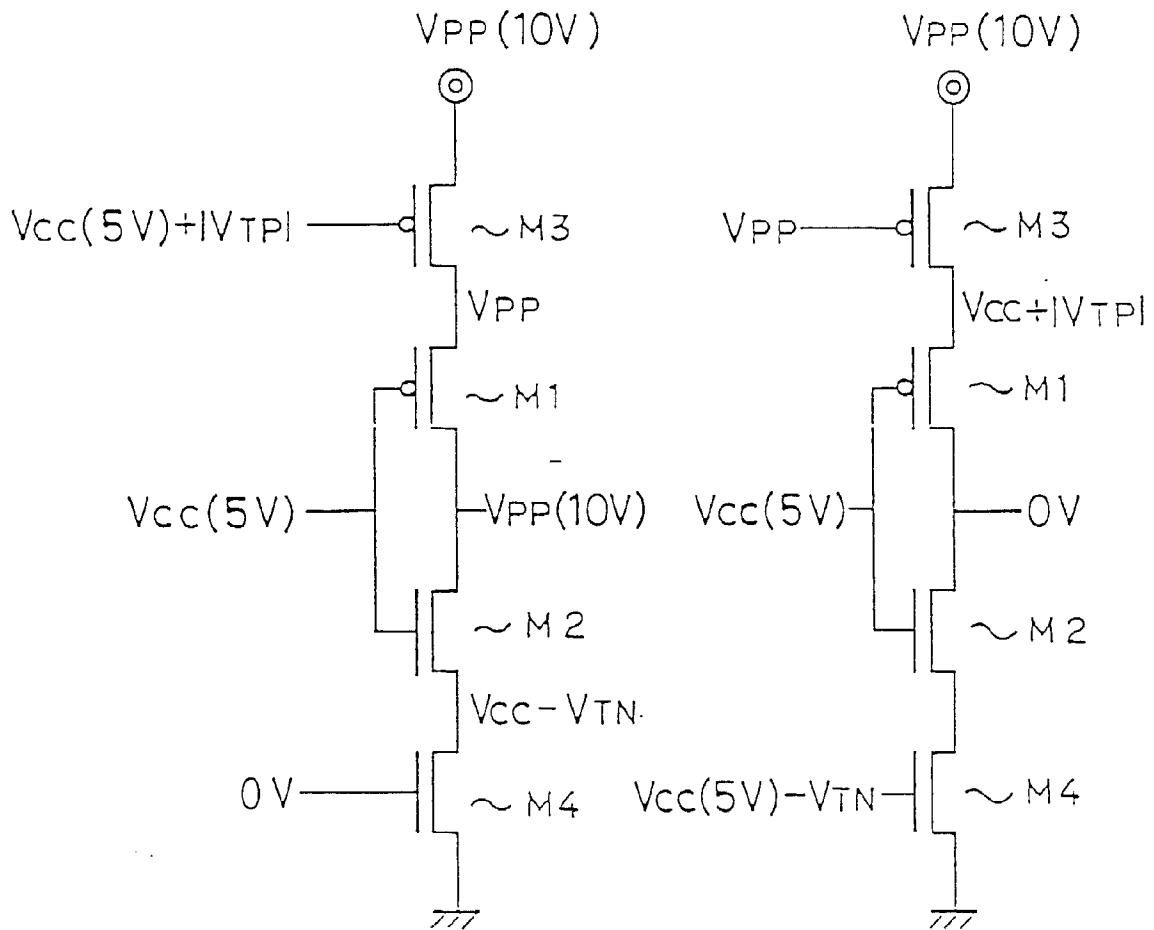 VPP(10V)
VCC(5V)+|VTP|
~M3
VPP
~M1
VCC(5V)
VPP(10V)
~M2
VCC-VTN
0V
~M4
VPP(10V)
VPP
~M3
VCC+|VTP|
~M1
VCC(5V)
0V
~M2
VCC(5V)-VTN
~M4